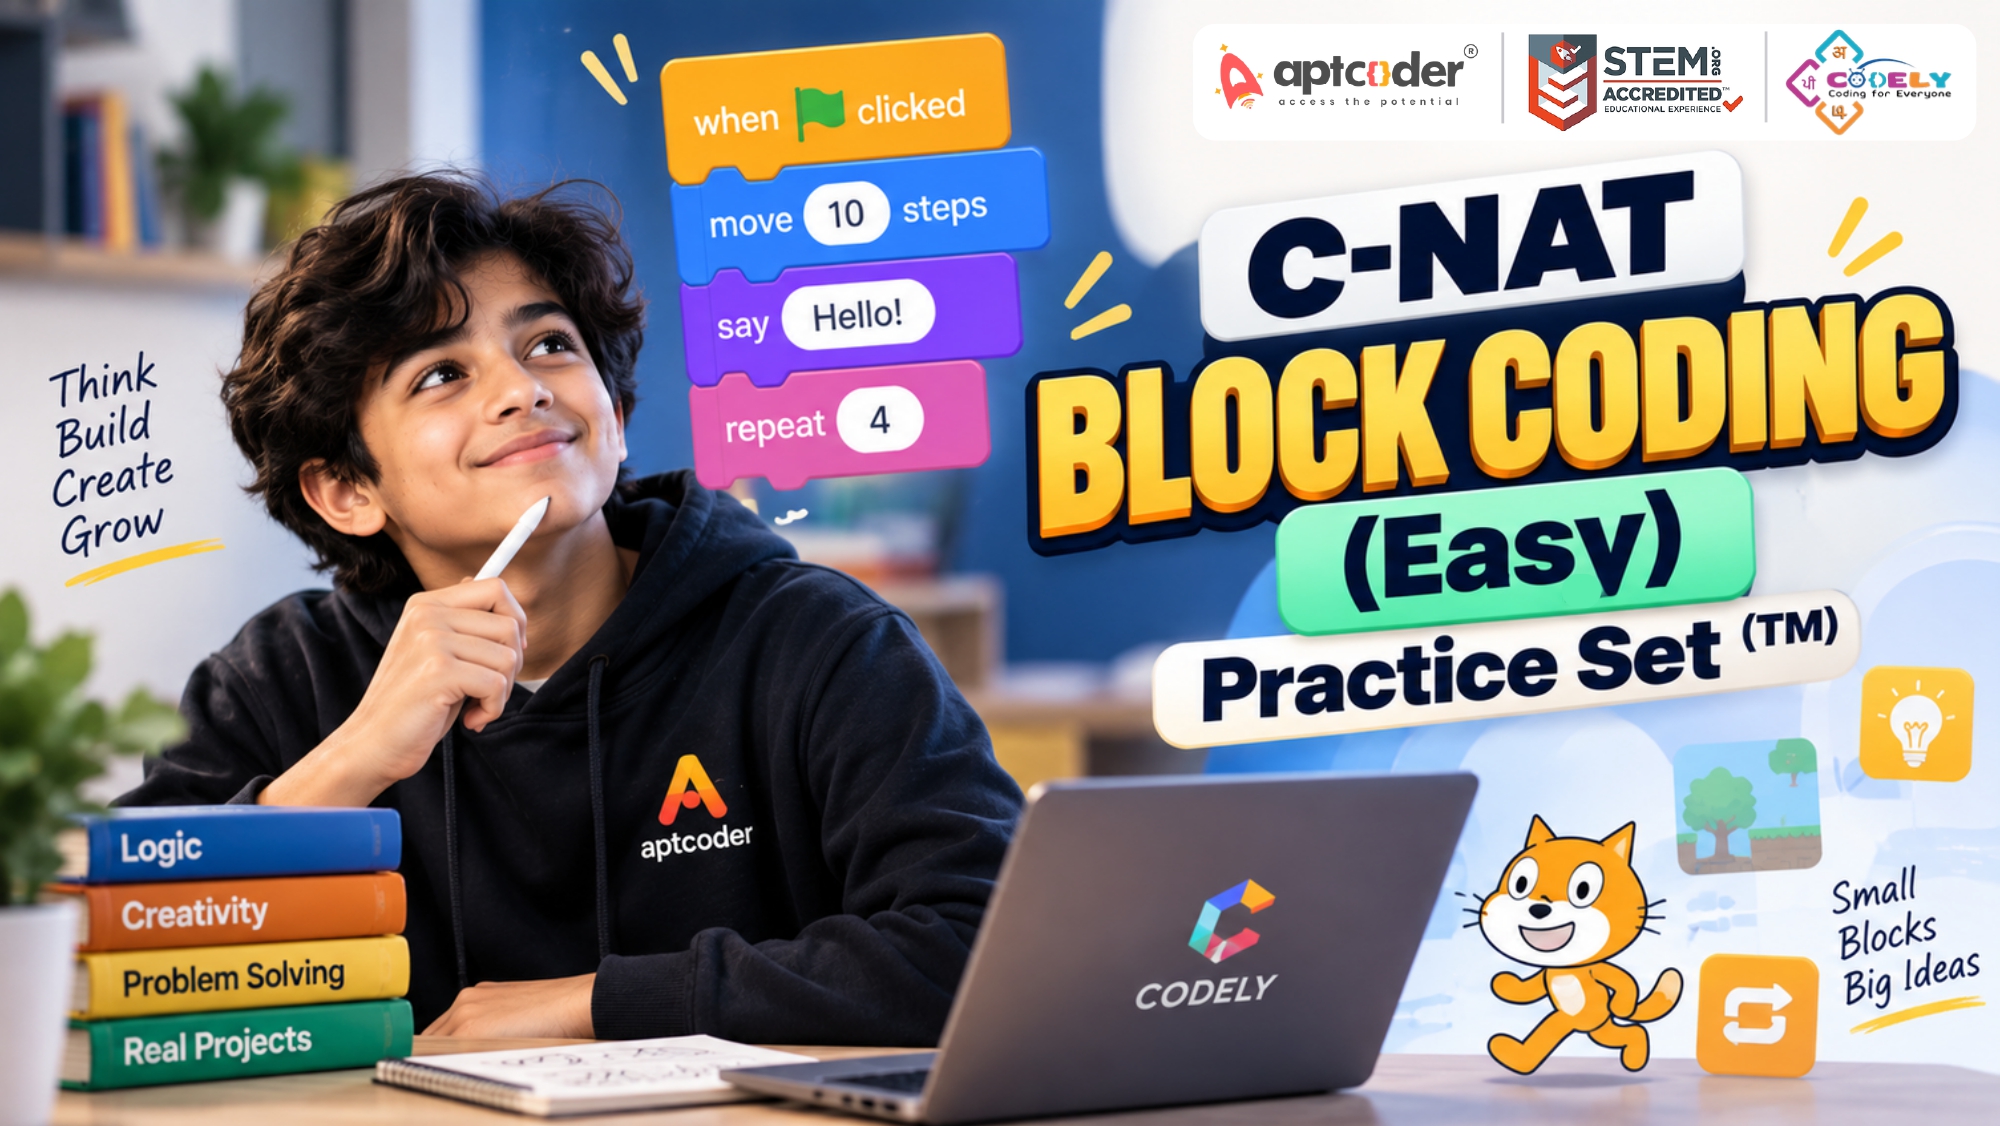 when clicked
move 10 steps
say Hello!
repeat 4
aptc{}der®
access the potential
STEM.ORG
ACCREDITED™
EDUCATIONAL EXPERIENCE
अ
पी
CODELY
Coding for Everyone
C-NAT
BLOCK CODING
(Easy)
Practice Set (TM)
Think
Build
Create
Grow
Logic
Creativity
Problem Solving
Real Projects
aptcoder
CODELY
Small
Blocks
Big Ideas